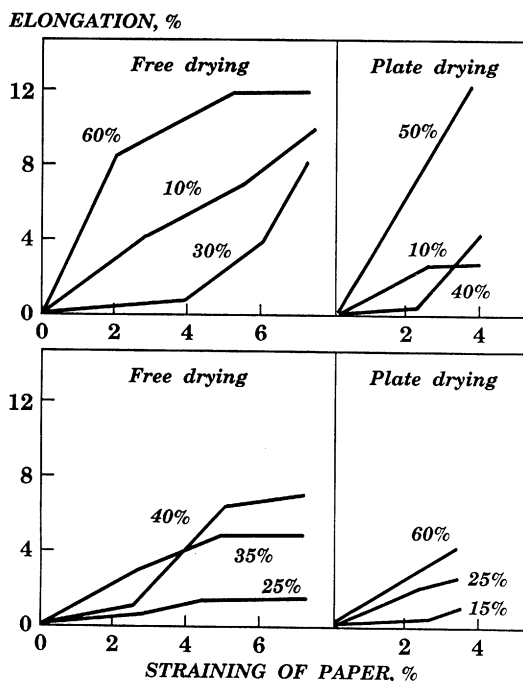 ELONGATION, %
Free drying
Plate drying
12
60%
50%
8
10%
4
30%
10%
40%
0
0 2 4 6 2 4
Free drying
Plate drying
12
8
40%
60%
4
35%
25%
25%
15%
0
0 2 4 6 2 4
STRAINING OF PAPER, %